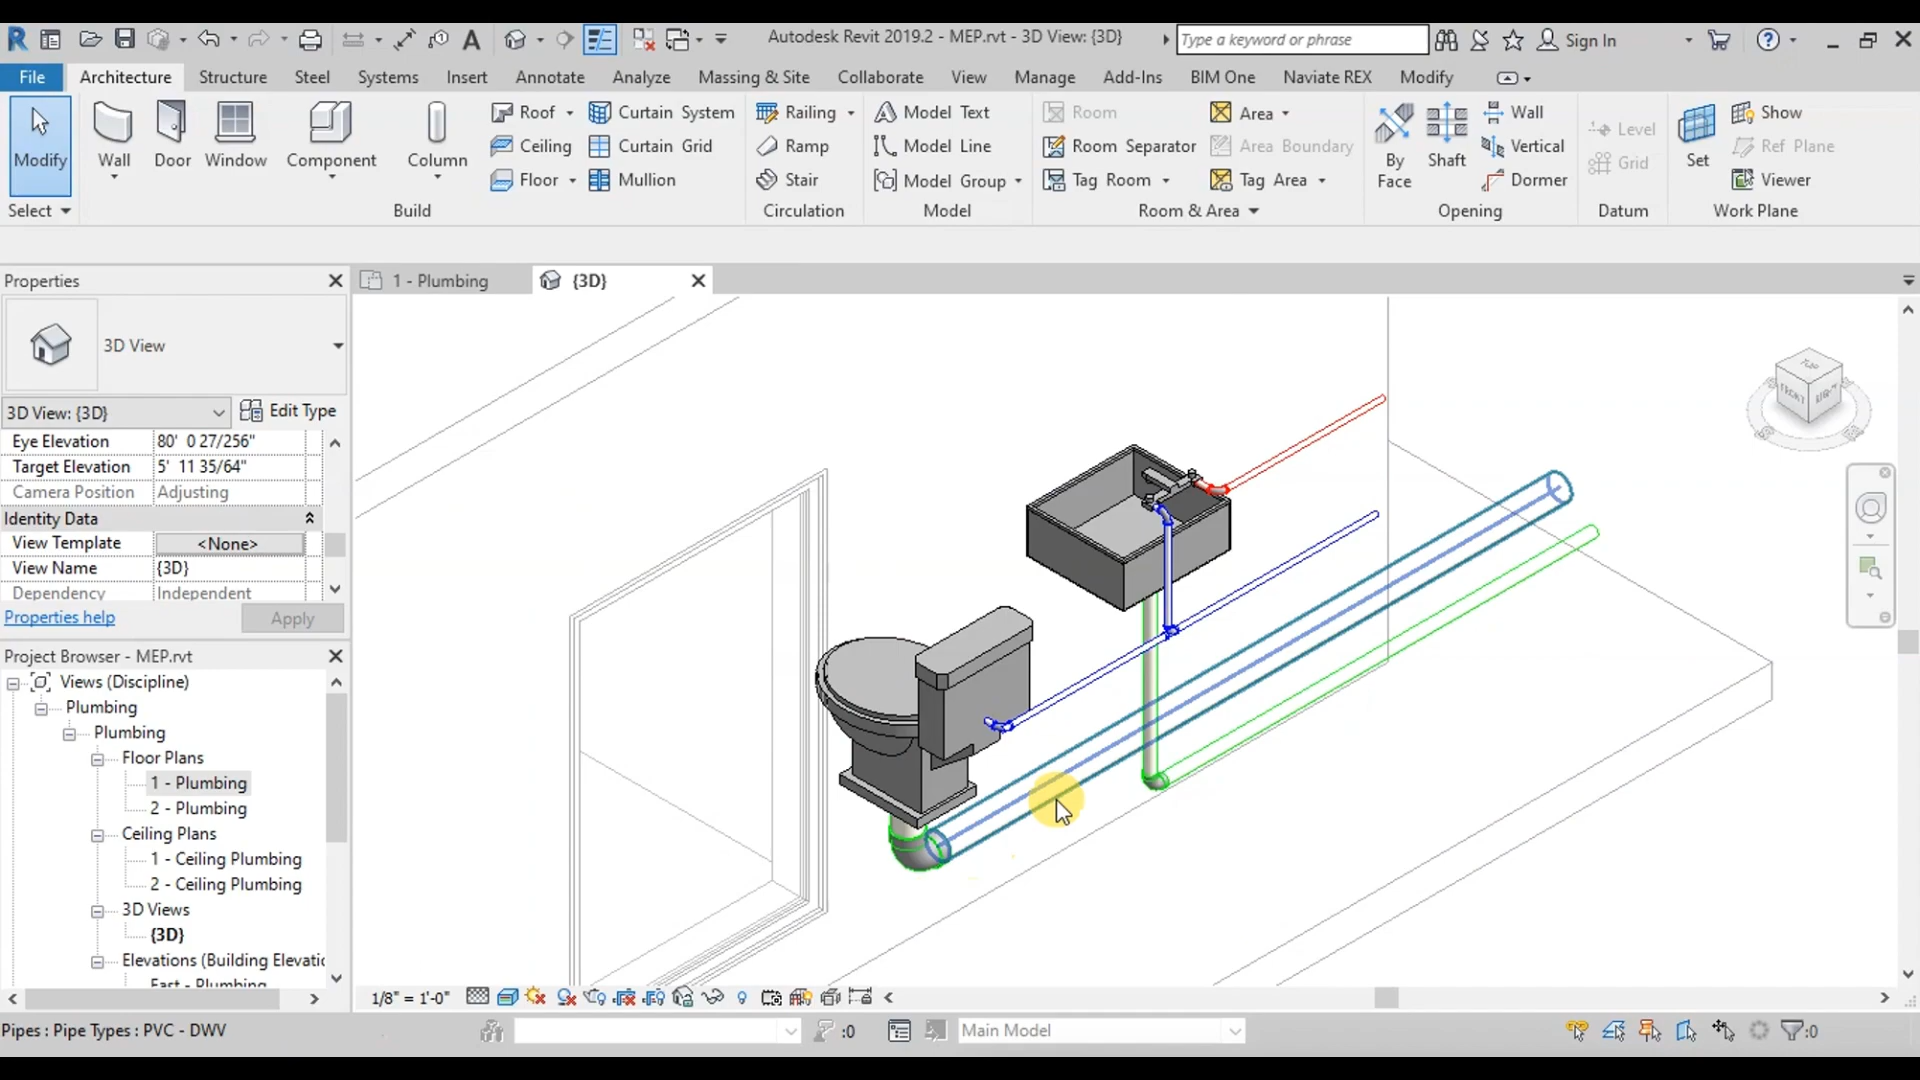 Autodesk Revit 2019.2 - MEP.rvt - 3D View: {3D}
Type a keyword or phrase
Sign In
File Architecture Structure Steel Systems Insert Annotate Analyze Massing & Site Collaborate View Manage Add-Ins BIM One Naviate REX Modify
Modify
Wall
Door
Window
Component
Column
Roof
Ceiling
Floor
Curtain System
Curtain Grid
Mullion
Railing
Ramp
Stair
Model Text
Model Line
Model Group
Room
Room Separator
Tag Room
Area
Area Boundary
Tag Area
By
Face
Shaft
Wall
Vertical
Dormer
Level
Grid
Set
Show
Ref Plane
Viewer
Select
Build
Circulation
Model
Room & Area
Opening
Datum
Work Plane
Properties
1 - Plumbing
{3D}
3D View
3D View: {3D}
Edit Type
Eye Elevation 80' 0 27/256"
Target Elevation 5' 11 35/64"
Camera Position Adjusting
Identity Data
View Template <None>
View Name {3D}
Dependency Independent
Properties help
Apply
Project Browser - MEP.rvt
Views (Discipline)
Plumbing
Plumbing
Floor Plans
1 - Plumbing
2 - Plumbing
Ceiling Plans
1 - Ceiling Plumbing
2 - Ceiling Plumbing
3D Views
{3D}
Elevations (Building Elevatio
East - Plumbing
TOP
FRONT
1/8" = 1'-0"
Pipes : Pipe Types : PVC - DWV
:0
Main Model
:0